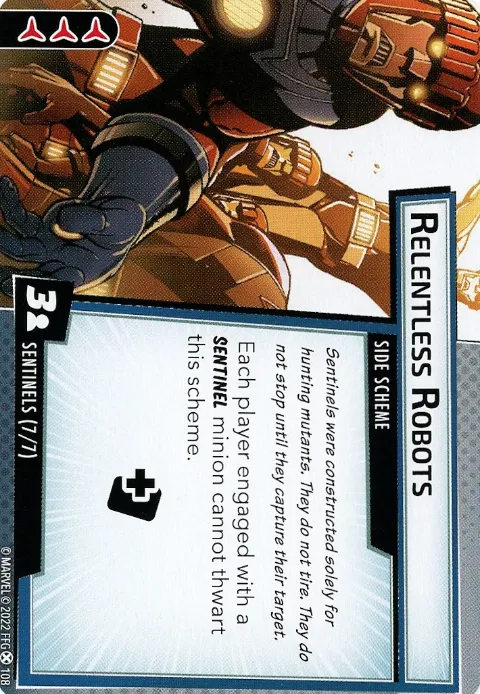 RELENTLESS ROBOTS
SIDE SCHEME
Sentinels were constructed solely for
hunting mutants. They do not tire. They do
not stop until they capture their target.
Each player engaged with a
SENTINEL minion cannot thwart
this scheme.
3
SENTINELS (7/7)
© MARVEL © 2022 FFG 108